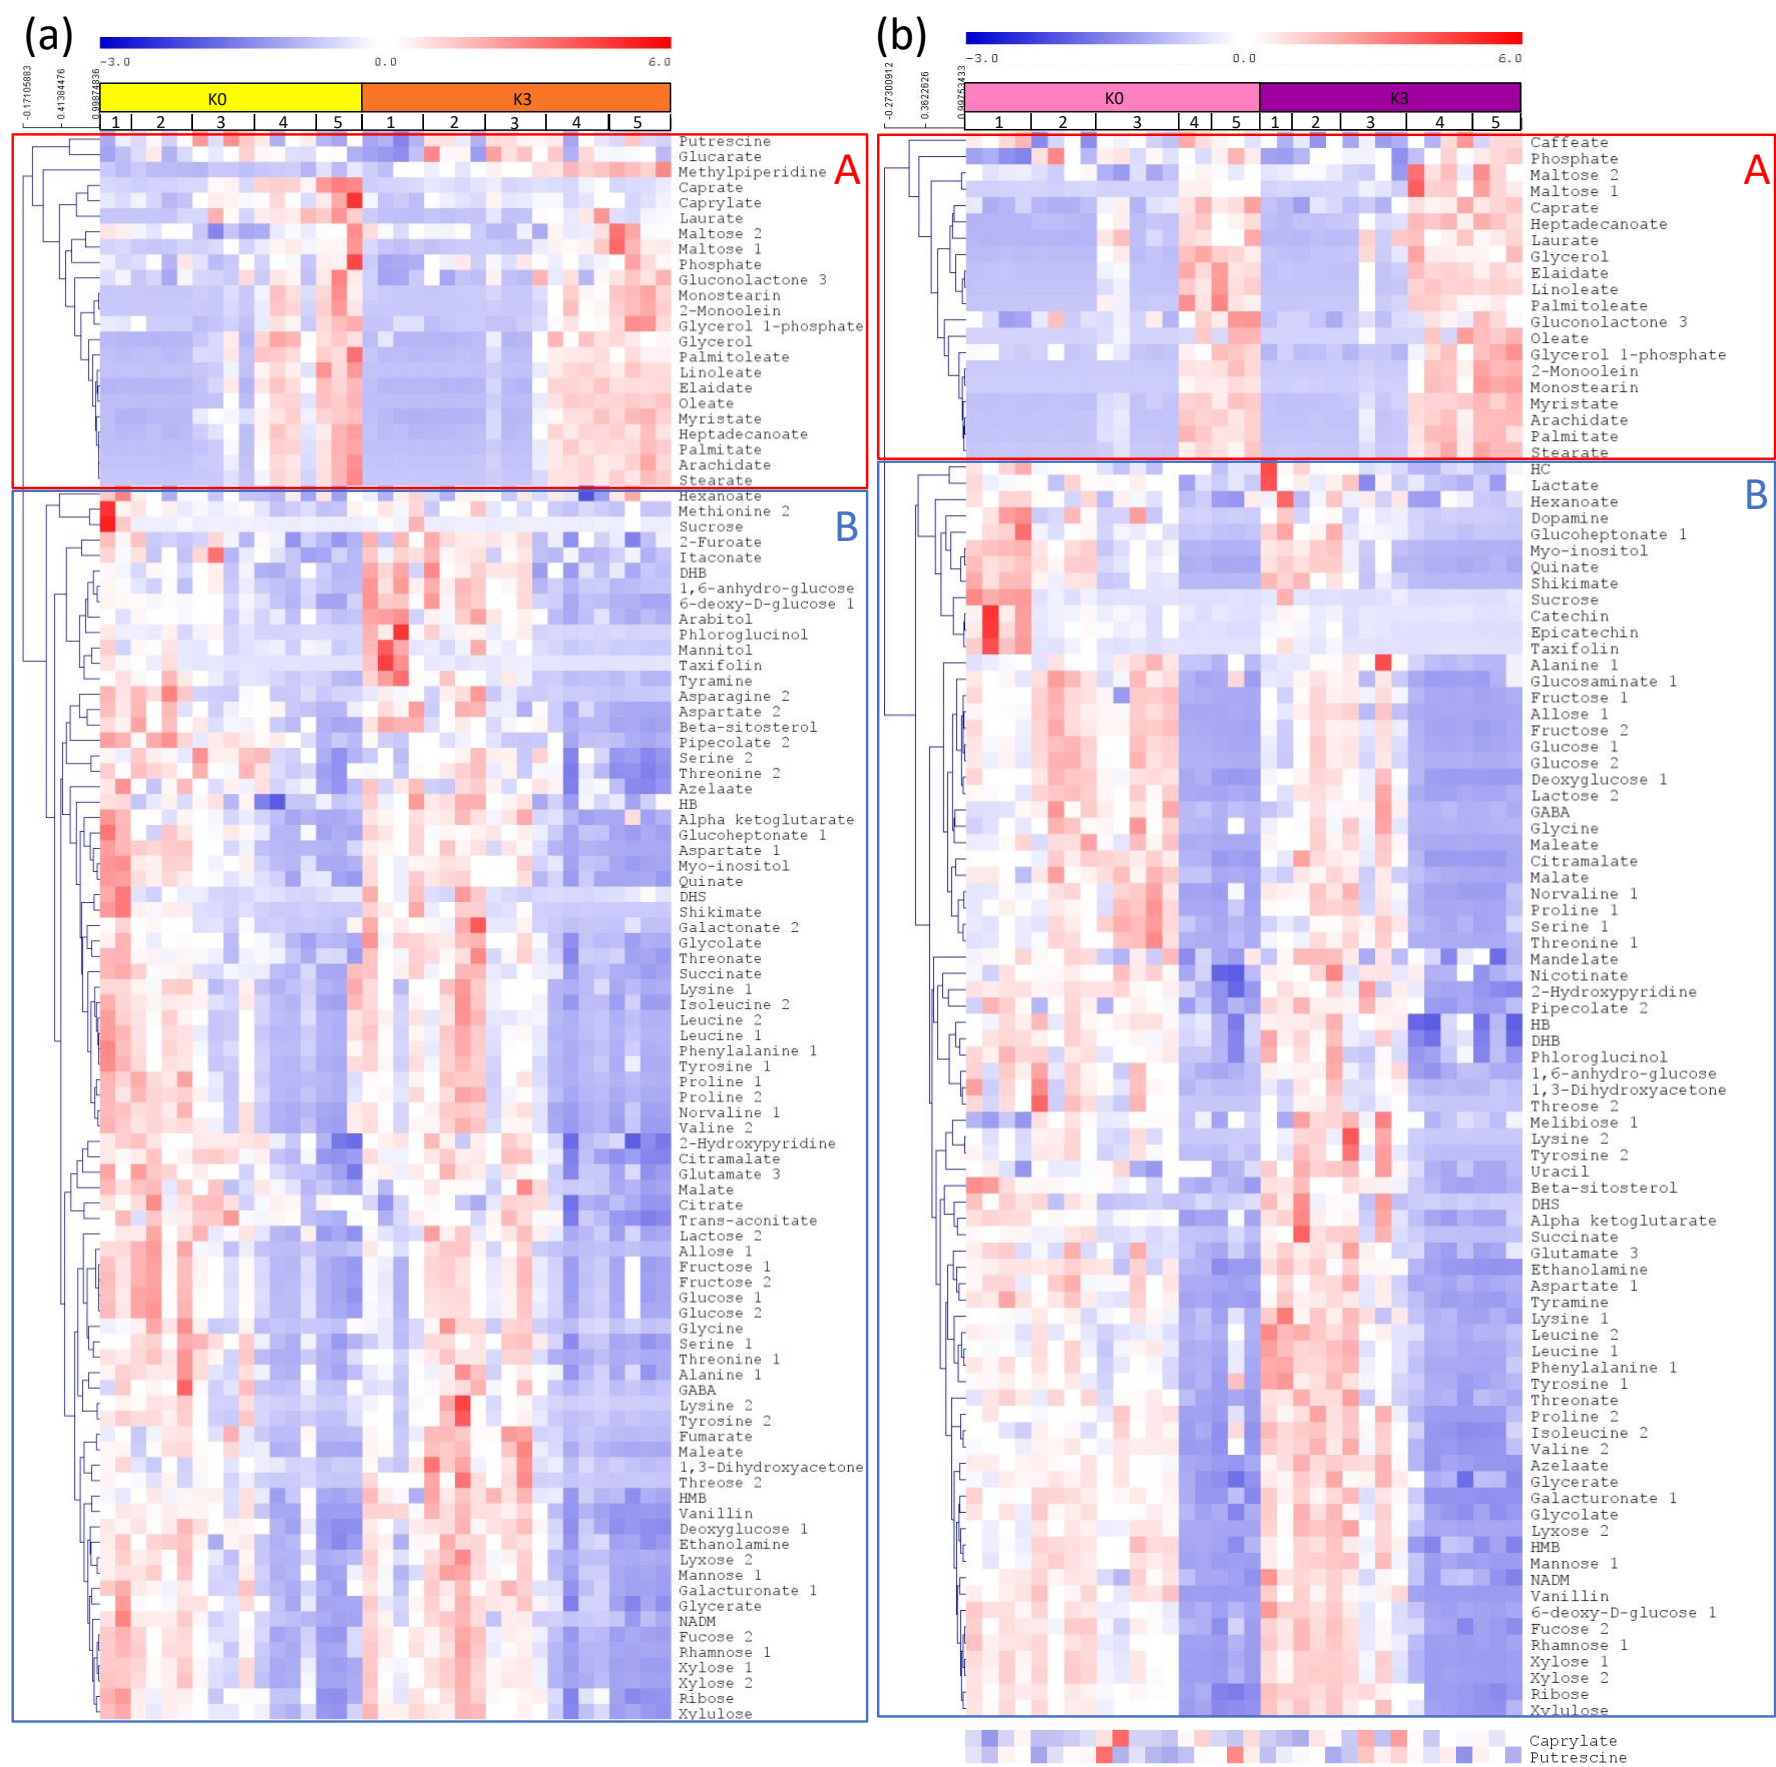 (a)
-3.0 0.0 6.0
-0.17105883
0.41384476
0.99874836
K0 K3
1 2 3 4 5 1 2 3 4 5
A
Putrescine
Glucarate
Methylpiperidine
Caprate
Caprylate
Laurate
Maltose 2
Maltose 1
Phosphate
Gluconolactone 3
Monostearin
2-Monoolein
Glycerol 1-phosphate
Glycerol
Palmitoleate
Linoleate
Elaidate
Oleate
Myristate
Heptadecanoate
Palmitate
Arachidate
Stearate
B
Hexanoate
Methionine 2
Sucrose
2-Furoate
Itaconate
DHB
1,6-anhydro-glucose
6-deoxy-D-glucose 1
Arabitol
Phloroglucinol
Mannitol
Taxifolin
Tyramine
Asparagine 2
Aspartate 2
Beta-sitosterol
Pipecolate 2
Serine 2
Threonine 2
Azelaate
HB
Alpha ketoglutarate
Glucoheptonate 1
Aspartate 1
Myo-inositol
Quinate
DHS
Shikimate
Galactonate 2
Glycolate
Threonate
Succinate
Lysine 1
Isoleucine 2
Leucine 2
Leucine 1
Phenylalanine 1
Tyrosine 1
Proline 1
Proline 2
Norvaline 1
Valine 2
2-Hydroxypyridine
Citramalate
Glutamate 3
Malate
Citrate
Trans-aconitate
Lactose 2
Allose 1
Fructose 1
Fructose 2
Glucose 1
Glucose 2
Glycine
Serine 1
Threonine 1
Alanine 1
GABA
Lysine 2
Tyrosine 2
Fumarate
Maleate
1,3-Dihydroxyacetone
Threose 2
HMB
Vanillin
Deoxyglucose 1
Ethanolamine
Lyxose 2
Mannose 1
Galacturonate 1
Glycerate
NADM
Fucose 2
Rhamnose 1
Xylose 1
Xylose 2
Ribose
Xylulose
(b)
-3.0 0.0 6.0
-0.27300912
0.3622626
0.99753433
K0 K3
1 2 3 4 5 1 2 3 4 5
A
Caffeate
Phosphate
Maltose 2
Maltose 1
Caprate
Heptadecanoate
Laurate
Glycerol
Elaidate
Linoleate
Palmitoleate
Gluconolactone 3
Oleate
Glycerol 1-phosphate
2-Monoolein
Monostearin
Myristate
Arachidate
Palmitate
Stearate
B
HC
Lactate
Hexanoate
Dopamine
Glucoheptonate 1
Myo-inositol
Quinate
Shikimate
Sucrose
Catechin
Epicatechin
Taxifolin
Alanine 1
Glucosaminate 1
Fructose 1
Allose 1
Fructose 2
Glucose 1
Glucose 2
Deoxyglucose 1
Lactose 2
GABA
Glycine
Maleate
Citramalate
Malate
Norvaline 1
Proline 1
Serine 1
Threonine 1
Mandelate
Nicotinate
2-Hydroxypyridine
Pipecolate 2
HB
DHB
Phloroglucinol
1,6-anhydro-glucose
1,3-Dihydroxyacetone
Threose 2
Melibiose 1
Lysine 2
Tyrosine 2
Uracil
Beta-sitosterol
DHS
Alpha ketoglutarate
Succinate
Glutamate 3
Ethanolamine
Aspartate 1
Tyramine
Lysine 1
Leucine 2
Leucine 1
Phenylalanine 1
Tyrosine 1
Threonate
Proline 2
Isoleucine 2
Valine 2
Azelaate
Glycerate
Galacturonate 1
Glycolate
Lyxose 2
HMB
Mannose 1
NADM
Vanillin
6-deoxy-D-glucose 1
Fucose 2
Rhamnose 1
Xylose 1
Xylose 2
Ribose
Xylulose
Caprylate
Putrescine